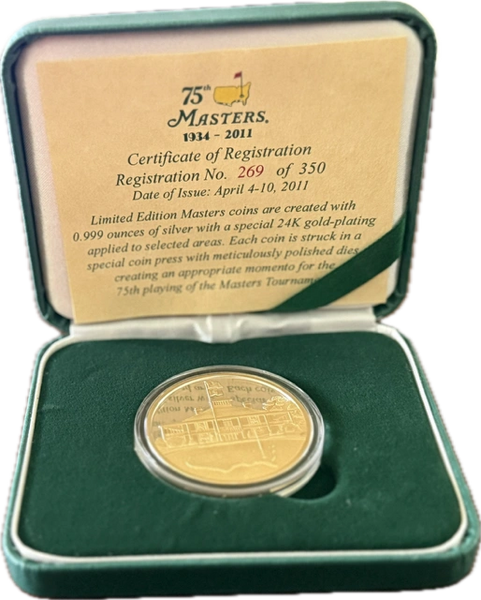 75th
MASTERS®
1934 - 2011
Certificate of Registration
Registration No. 269 of 350
Date of Issue: April 4-10, 2011
Limited Edition Masters coins are created with
0.999 ounces of silver with a special 24K gold-plating
applied to selected areas. Each coin is struck in a
special coin press with meticulously polished dies
creating an appropriate momento for the
75th playing of the Masters